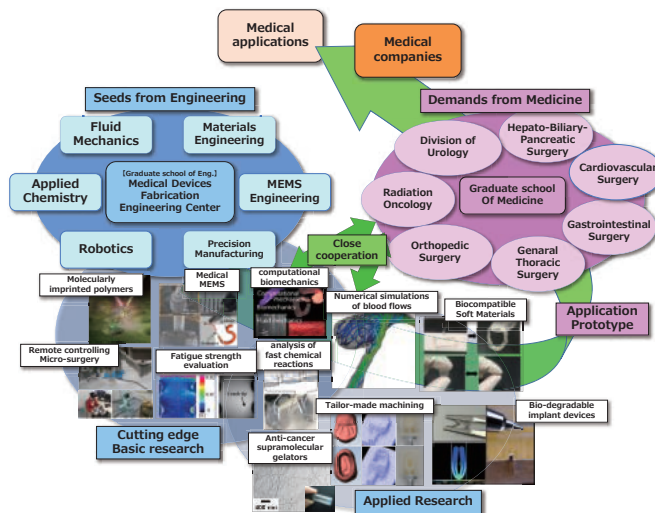 Medical
applications
Medical
companies
Seeds from Engineering
Demands from Medicine
Fluid
Mechanics
Materials
Engineering
Applied
Chemistry
【Graduate school of Eng.】
Medical Devices
Fabrication
Engineering Center
MEMS
Engineering
Robotics
Precision
Manufacturing
Division of
Urology
Hepato-Biliary-
Pancreatic
Surgery
Cardiovascular
Surgery
Radiation
Oncology
Graduate school
Of Medicine
Gastrointestinal
Surgery
Orthopedic
Surgery
Genaral
Thoracic
Surgery
Close
cooperation
Application
Prototype
Molecularly
imprinted polymers
Medical
MEMS
computational
biomechanics
Numerical simulations
of blood flows
Biocompatible
Soft Materials
Remote controlling
Micro-surgery
Fatigue strength
evaluation
analysis of
fast chemical
reactions
Tailor-made machining
Bio-degradable
implant devices
Anti-cancer
supramolecular
gelators
Cutting edge
Basic research
Applied Research